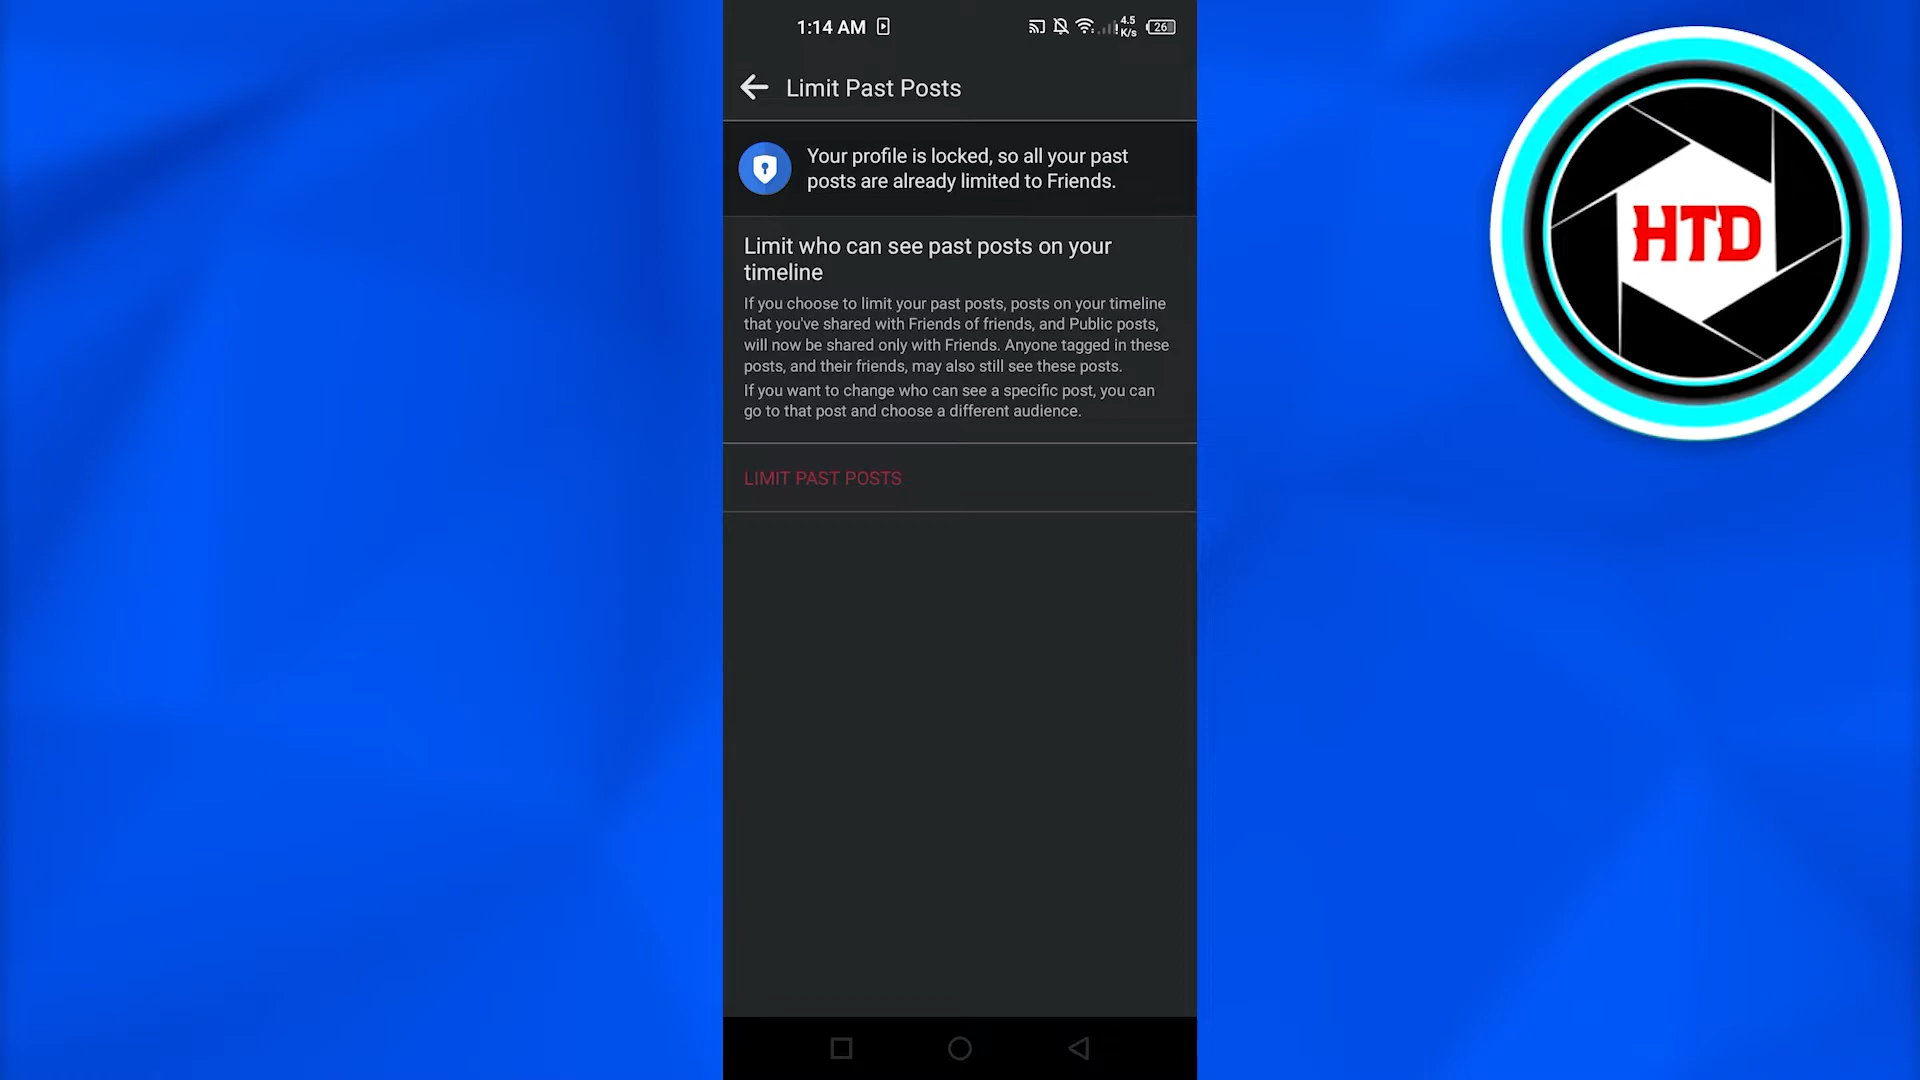 1:14 AM
4.5
K/s
26
Limit Past Posts
Your profile is locked, so all your past
posts are already limited to Friends.
Limit who can see past posts on your
timeline
If you choose to limit your past posts, posts on your timeline
that you've shared with Friends of friends, and Public posts,
will now be shared only with Friends. Anyone tagged in these
posts, and their friends, may also still see these posts.
If you want to change who can see a specific post, you can
go to that post and choose a different audience.
LIMIT PAST POSTS
HTD